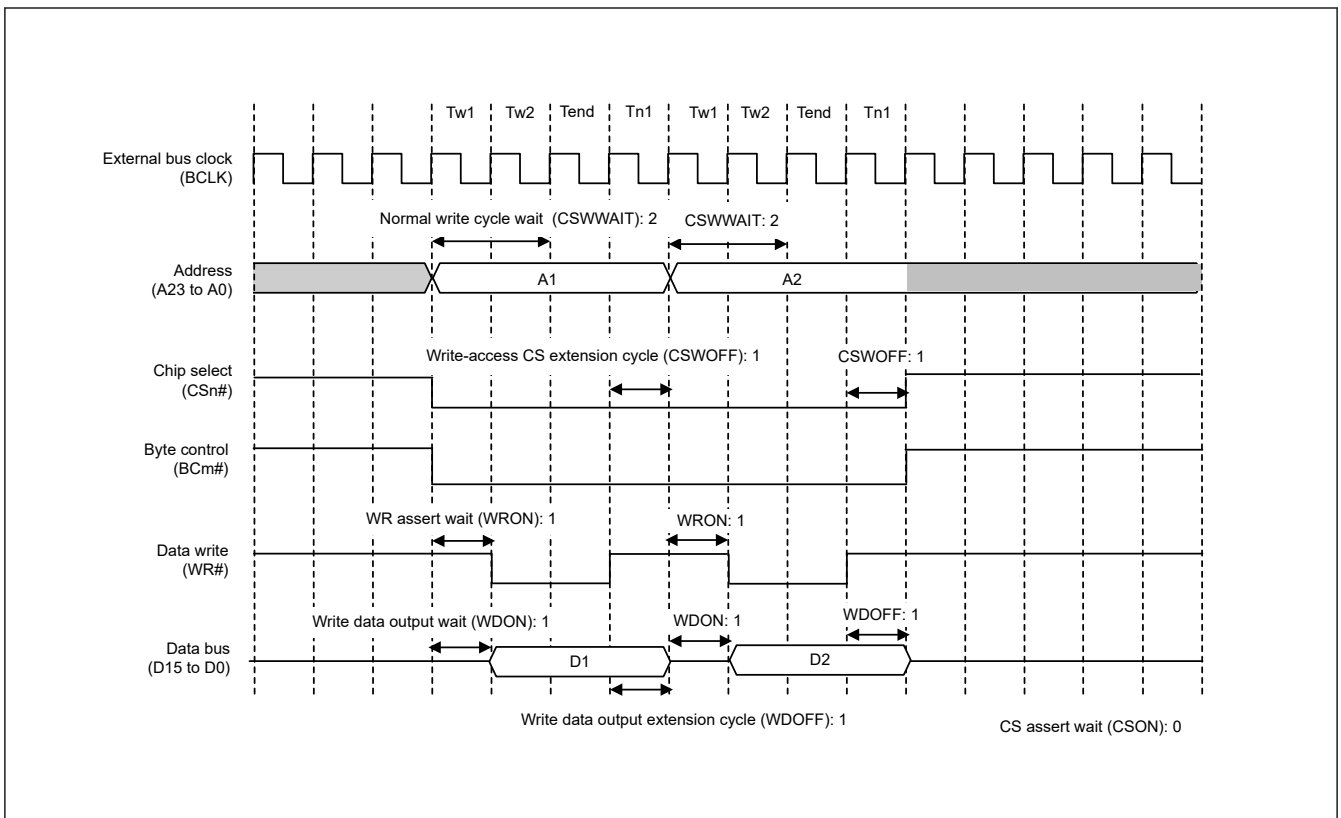 Tw1 Tw2 Tend Tn1 Tw1 Tw2 Tend Tn1
External bus clock
(BCLK)
Normal write cycle wait (CSWWAIT): 2
CSWWAIT: 2
Address
(A23 to A0)
A1
A2
Write-access CS extension cycle (CSWOFF): 1
CSWOFF: 1
Chip select
(CSn#)
Byte control
(BCm#)
WR assert wait (WRON): 1
WRON: 1
Data write
(WR#)
Write data output wait (WDON): 1
WDON: 1
WDOFF: 1
Data bus
(D15 to D0)
D1
D2
Write data output extension cycle (WDOFF): 1
CS assert wait (CSON): 0